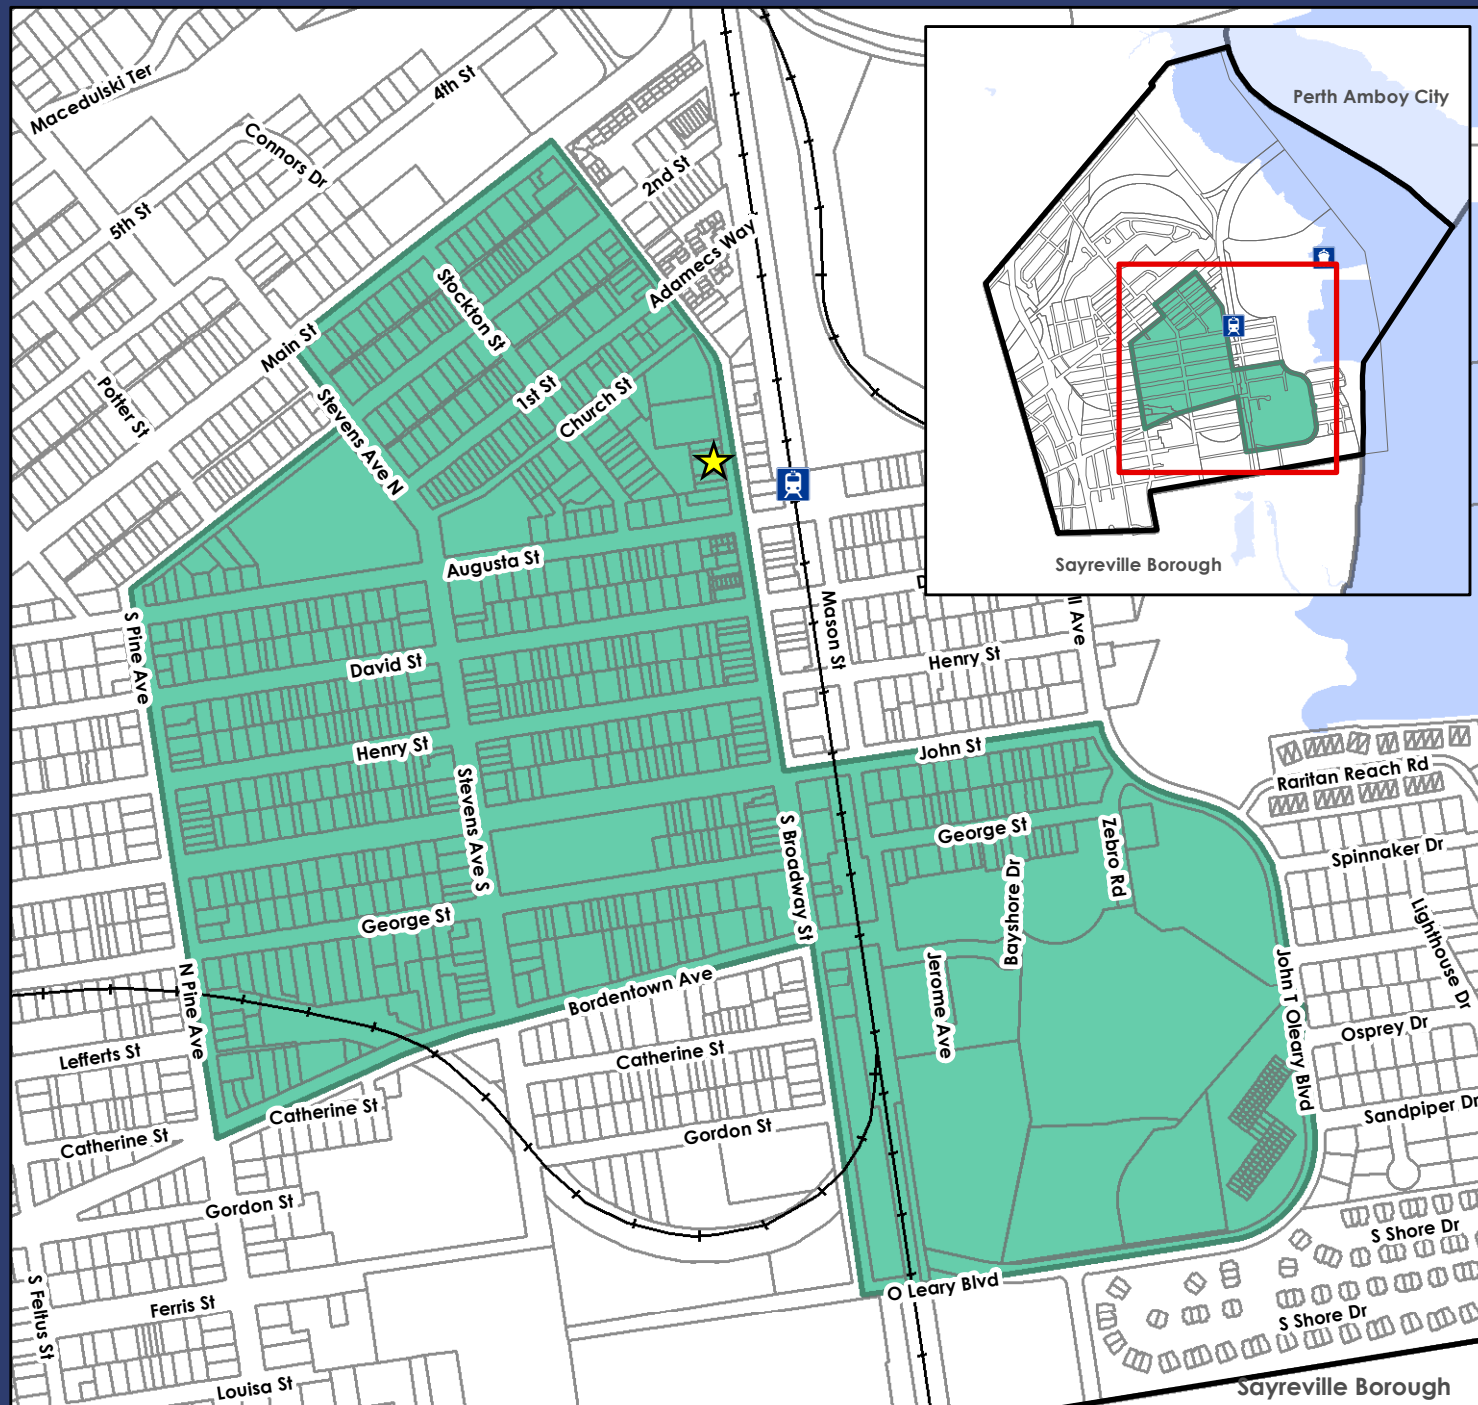 Macedulski Ter
4th St
Connors Dr
5th St
2nd St
Adamecs Way
Stockton St
Main St
Potter St
1st St
Church St
Stevens Ave N
Augusta St
S Pine Ave
David St
Henry St
Stevens Ave S
George St
N Pine Ave
Lefferts St
Catherine St
Catherine St
Gordon St
S Feltus St
Ferris St
Louisa St
Bordentown Ave
Catherine St
Gordon St
S Broadway St
Mason St
Henry St
Ave
John St
George St
Zebro Rd
Bayshore Dr
Jerome Ave
O Leary Blvd
John T Oleary Blvd
Raritan Reach Rd
Spinnaker Dr
Lighthouse Dr
Osprey Dr
Sandpiper Dr
S Shore Dr
S Shore Dr
Sayreville Borough
Perth Amboy City
Sayreville Borough